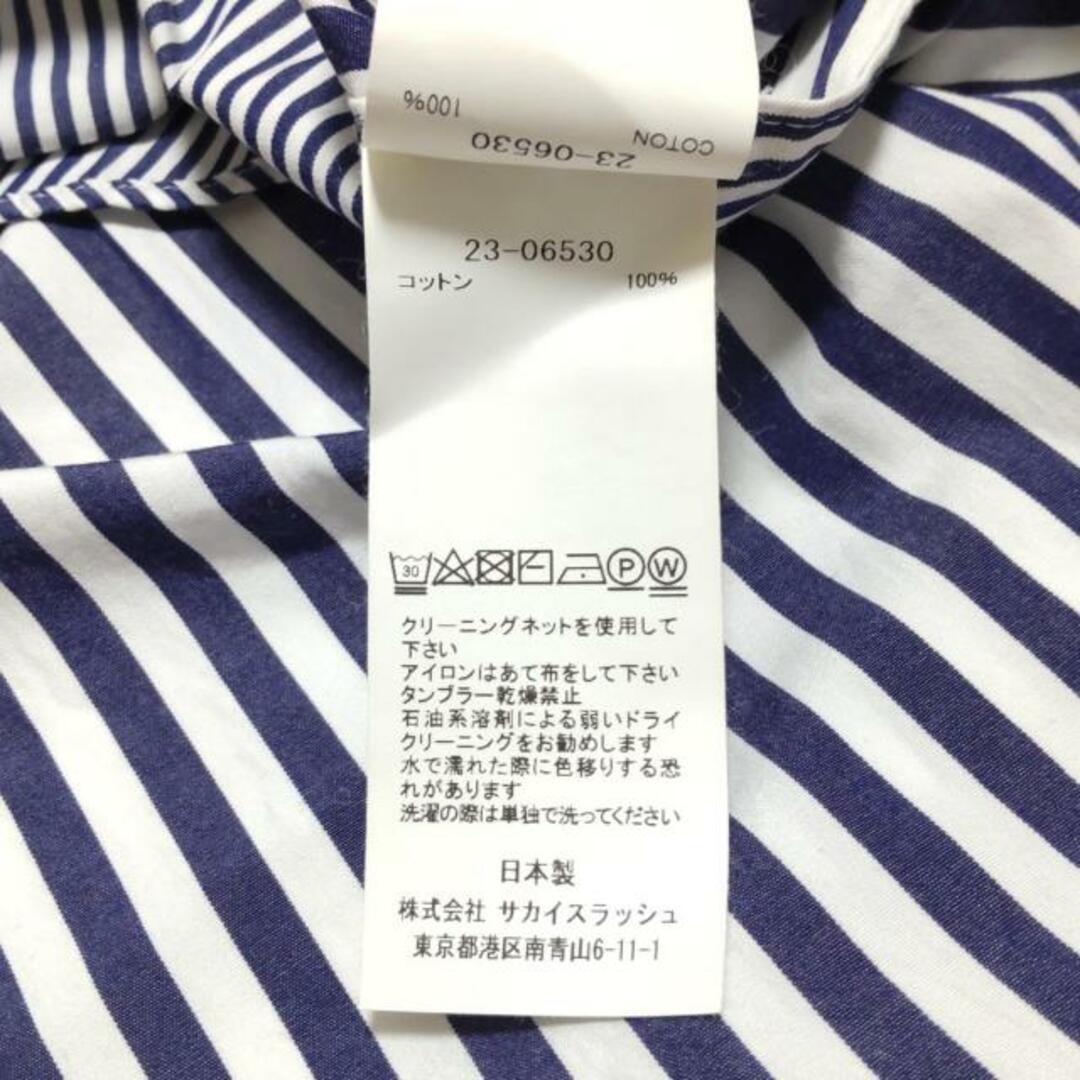 100%
COTON
23-06530
23-06530
コットン 100%
30 P W
クリーニングネットを使用して
下さい
アイロンはあて布をして下さい
タンブラー乾燥禁止
石油系溶剤による弱いドライ
クリーニングをお勧めします
水で濡れた際に色移りする恐
れがあります
洗濯の際は単独で洗ってください
日本製
株式会社 サカイスラッシュ
東京都港区南青山6-11-1